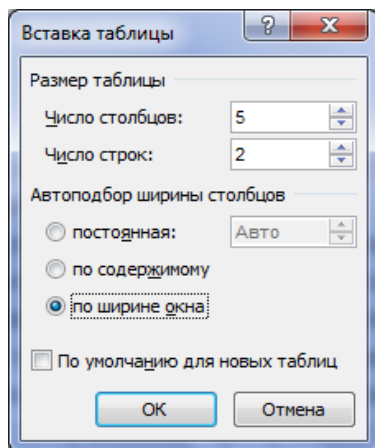 Вставка таблицы ?
Размер таблицы
Число столбцов: 5
Число строк: 2
Автоподбор ширины столбцов
постоянная: Авто
по содержимому
по ширине окна
По умолчанию для новых таблиц
ОК Отмена